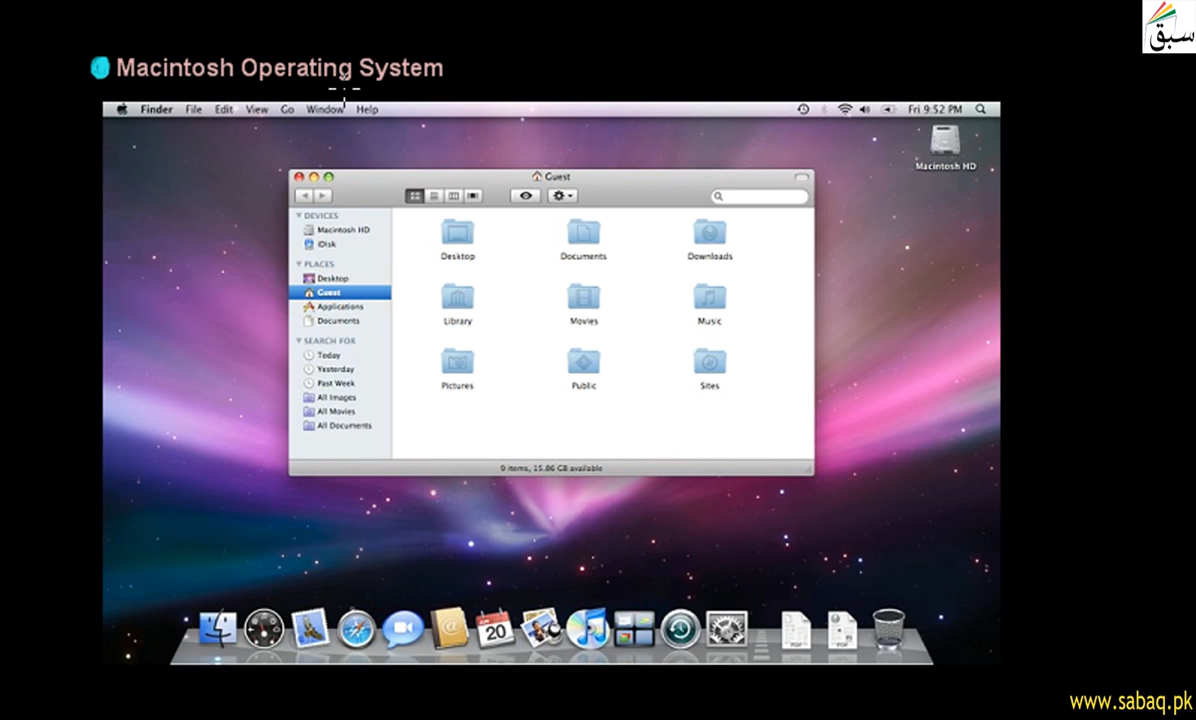 سبق
Macintosh Operating System
Finder File Edit View Go Window Help Fri 9:52 PM
Macintosh HD
Guest
DEVICES
Macintosh HD
iDisk
PLACES
Desktop
Guest
Applications
Documents
SEARCH FOR
Today
Yesterday
Past Week
All Images
All Movies
All Documents
Desktop Documents Downloads
Library Movies Music
Pictures Public Sites
9 items, 15.86 GB available
20
PDF
www.sabaq.pk